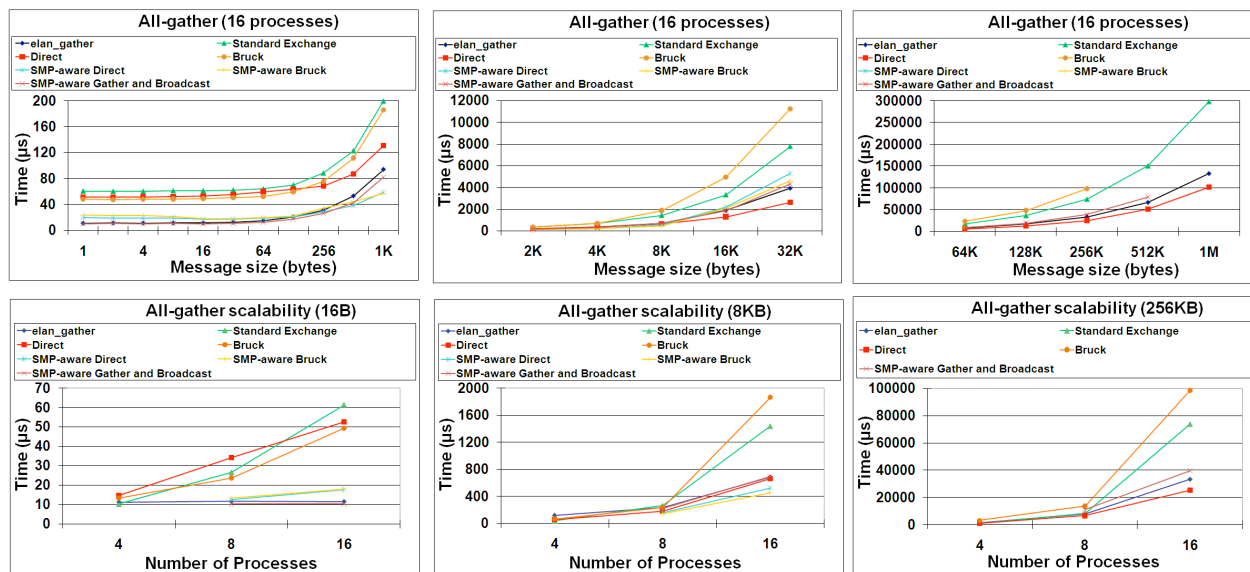 All-gather (16 processes)
elan_gather
Standard Exchange
Direct
Bruck
SMP-aware Direct
SMP-aware Bruck
SMP-aware Gather and Broadcast
200
160
120
80
40
0
Time (µs)
1
4
16
64
256
1K
Message size (bytes)
All-gather (16 processes)
elan_gather
Standard Exchange
Direct
Bruck
SMP-aware Direct
SMP-aware Bruck
SMP-aware Gather and Broadcast
12000
10000
8000
6000
4000
2000
0
Time (µs)
2K
4K
8K
16K
32K
Message size (bytes)
All-gather (16 processes)
elan_gather
Standard Exchange
Direct
Bruck
SMP-aware Direct
SMP-aware Bruck
SMP-aware Gather and Broadcast
300000
250000
200000
150000
100000
50000
0
Time (µs)
64K
128K
256K
512K
1M
Message size (bytes)
All-gather scalability (16B)
elan_gather
Standard Exchange
Direct
Bruck
SMP-aware Direct
SMP-aware Bruck
SMP-aware Gather and Broadcast
70
60
50
40
30
20
10
0
Time (µs)
4
8
16
Number of Processes
All-gather scalability (8KB)
elan_gather
Standard Exchange
Direct
Bruck
SMP-aware Direct
SMP-aware Bruck
SMP-aware Gather and Broadcast
2000
1600
1200
800
400
0
Time (µs)
4
8
16
Number of Processes
All-gather scalability (256KB)
elan_gather
Standard Exchange
Direct
Bruck
SMP-aware Gather and Broadcast
100000
80000
60000
40000
20000
0
Time (µs)
4
8
16
Number of Processes